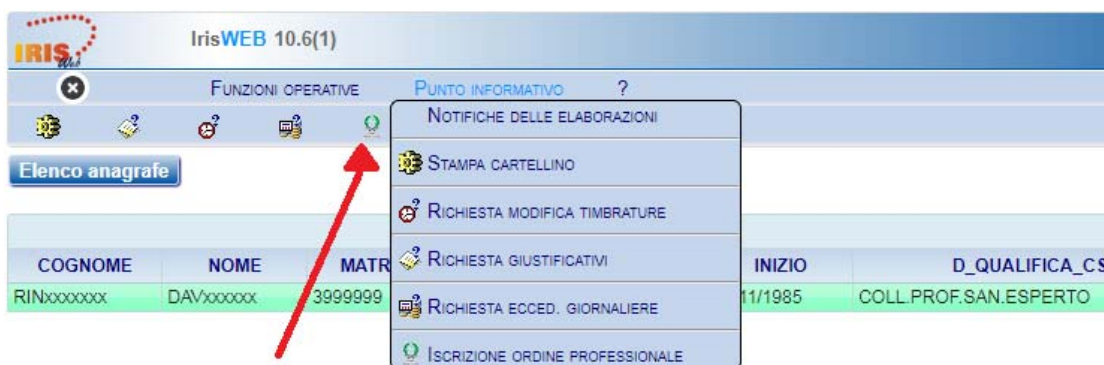 IRIS Web
IrisWEB 10.6(1)
FUNZIONI OPERATIVE PUNTO INFORMATIVO ?
NOTIFICHE DELLE ELABORAZIONI
STAMPA CARTELLINO
Elenco anagrafe
RICHIESTA MODIFICA TIMBRATURE
RICHIESTA GIUSTIFICATIVI
RICHIESTA ECCED. GIORNALIERE
ISCRIZIONE ORDINE PROFESSIONALE
COGNOME NOME MATR INIZIO D_QUALIFICA_CS
RINxxxxxxx DAVxxxxxx 3999999 11/1985 COLL.PROF.SAN.ESPERTO